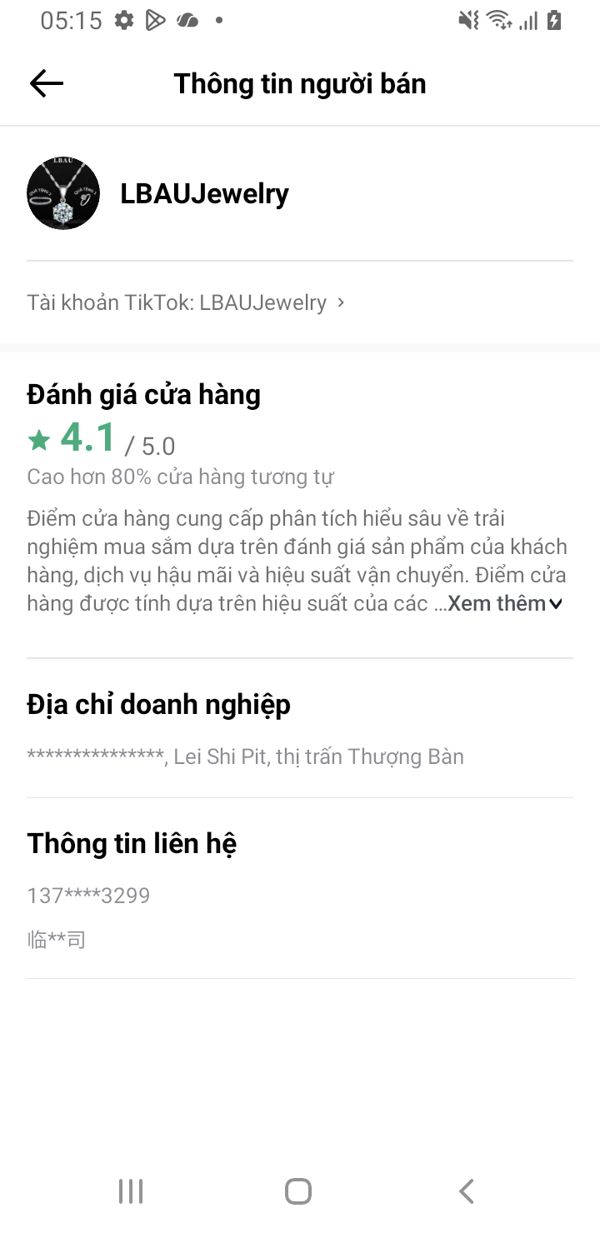 05:15
Thông tin người bán
LBAU
LBAUJewelry
Tài khoản TikTok: LBAUJewelry >
Đánh giá cửa hàng
4.1 / 5.0
Cao hơn 80% cửa hàng tương tự
Điểm cửa hàng cung cấp phân tích hiểu sâu về trải
nghiệm mua sắm dựa trên đánh giá sản phẩm của khách
hàng, dịch vụ hậu mãi và hiệu suất vận chuyển. Điểm cửa
hàng được tính dựa trên hiệu suất của các ...Xem thêm
Địa chỉ doanh nghiệp
***************, Lei Shi Pit, thị trấn Thượng Bàn
Thông tin liên hệ
137****3299
临**司